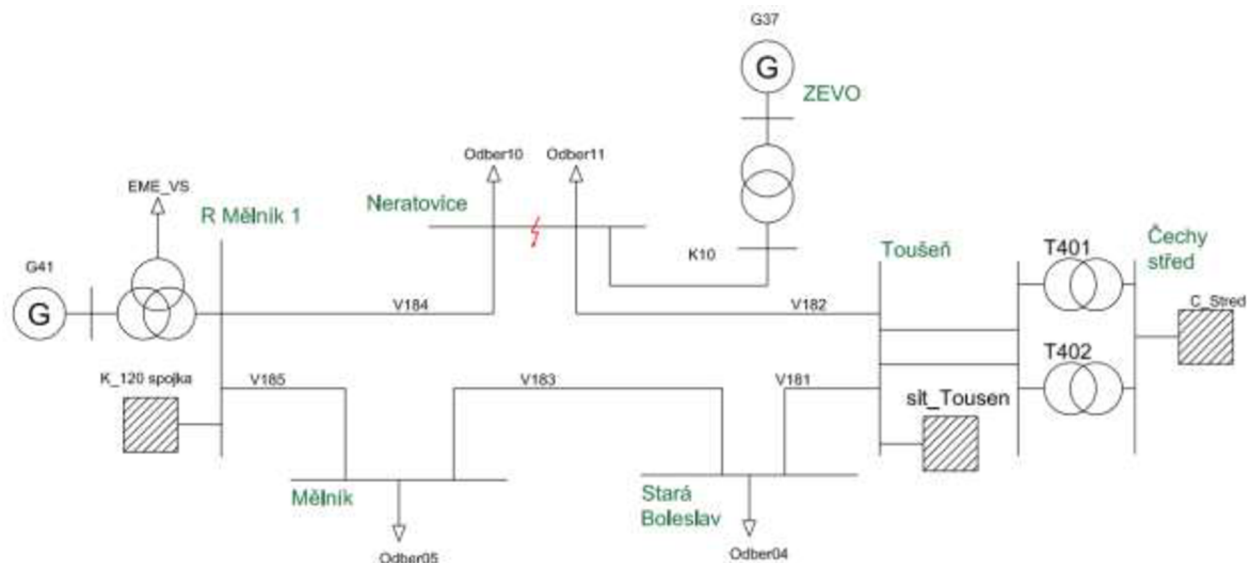 G37
G
ZEVO
Odber10
Odber11
EME_VS
Neratovice
R Mělník 1
K10
Toušeň
T401
Čechy
střed
G41
G
V184
V182
C_Stred
K_120 spojka
V185
V183
V181
T402
sit_Tousen
Mělník
Stará
Boleslav
Odber05
Odber04